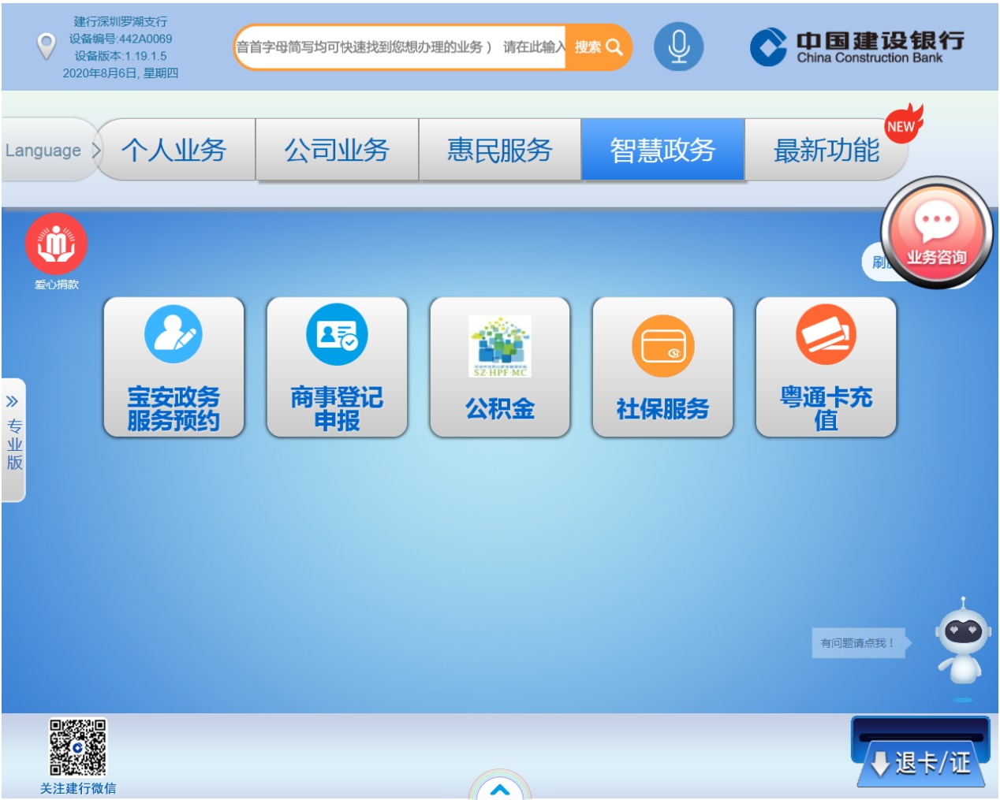 建行深圳罗湖支行
设备编号:442A0069
设备版本:1.19.1.5
2020年8月6日, 星期四
音首字母简写均可快速找到您想办理的业务） 请在此输入
搜索
中国建设银行
China Construction Bank
Language
个人业务
公司业务
惠民服务
智慧政务
最新功能
NEW
爱心捐款
业务咨询
刷
宝安政务
服务预约
商事登记
申报
SZ-HPF-MC
公积金
社保服务
粤通卡充
值
专业版
有问题请点我！
关注建行微信
退卡/证